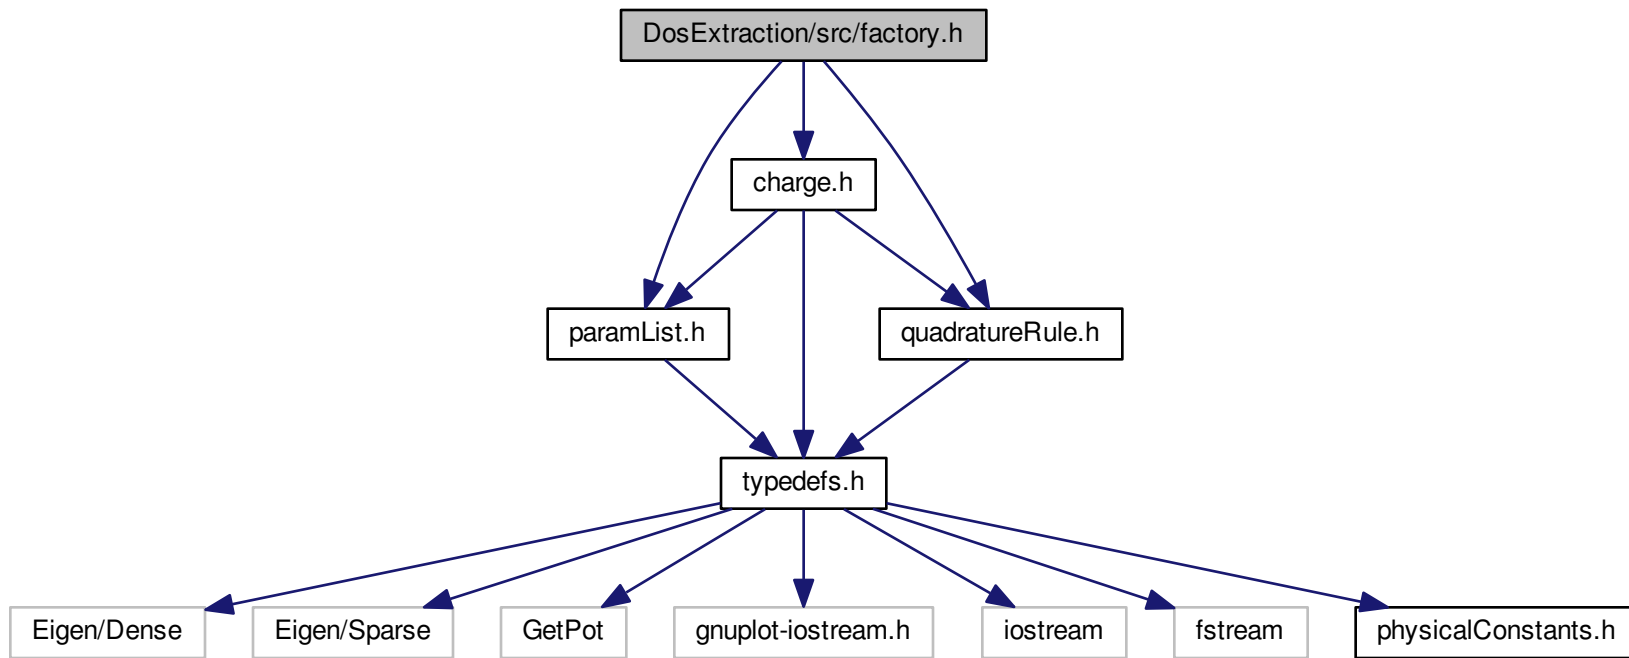 DosExtraction/src/factory.h
charge.h
paramList.h
quadratureRule.h
typedefs.h
Eigen/Dense
Eigen/Sparse
GetPot
gnuplot-iostream.h
iostream
fstream
physicalConstants.h